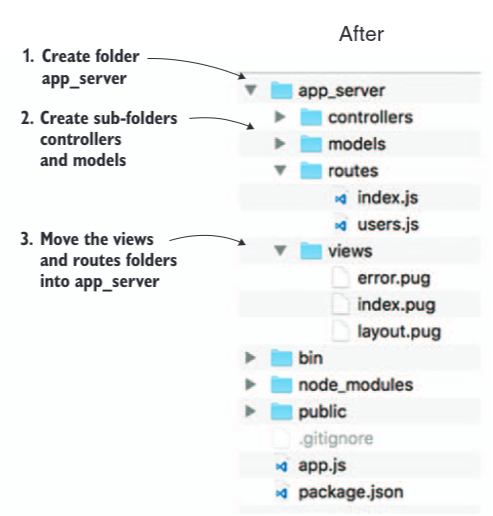 After
1. Create folder
app_server
2. Create sub-folders
controllers
and models
3. Move the views
and routes folders
into app_server
app_server
controllers
models
routes
index.js
users.js
views
error.pug
index.pug
layout.pug
bin
node_modules
public
.gitignore
app.js
package.json